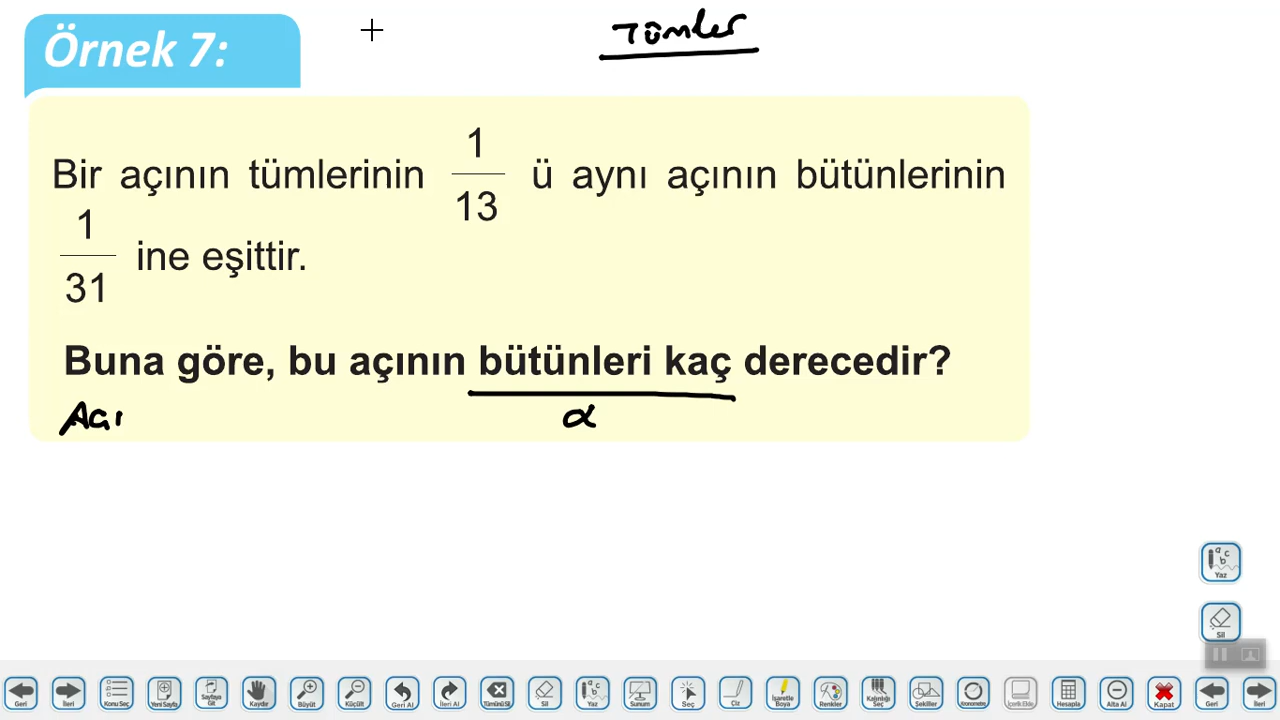 Tümler
Örnek 7:
Bir açının tümlerinin 1/13 ü aynı açının bütünlerinin
1/31 ine eşittir.
Buna göre, bu açının bütünleri kaç derecedir?
Açı α
a b c
Yaz
Sil
Geri İleri Konu Seç Yeni Sayfa Sayfaya Git Kaydır Büyüt Küçült Geri Al İleri Al Tümünü Sil Sil Yaz Sunum Seç Çiz İşaretle Boya Renkler Kalınlığı Seç Şekiller Kronometre İçerik Ekle Hesapla Alta Al Kapat Geri İleri